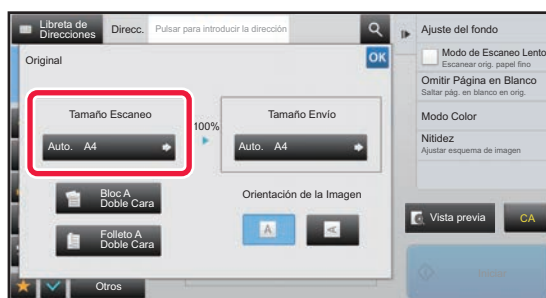 Libreta de
Direcciones
Direcc.
Pulsar para introducir la dirección
Original
OK
Tamaño Escaneo
Auto. A4
100%
Tamaño Envío
Auto. A4
Bloc A
Doble Cara
Folleto A
Doble Cara
Orientación de la Imagen
A
A
Otros
Ajuste del fondo
Modo de Escaneo Lento
Escanear orig. papel fino
Omitir Página en Blanco
Saltar pág. en blanco en orig.
Modo Color
Nitidez
Ajustar esquema de imagen
Vista previa
CA